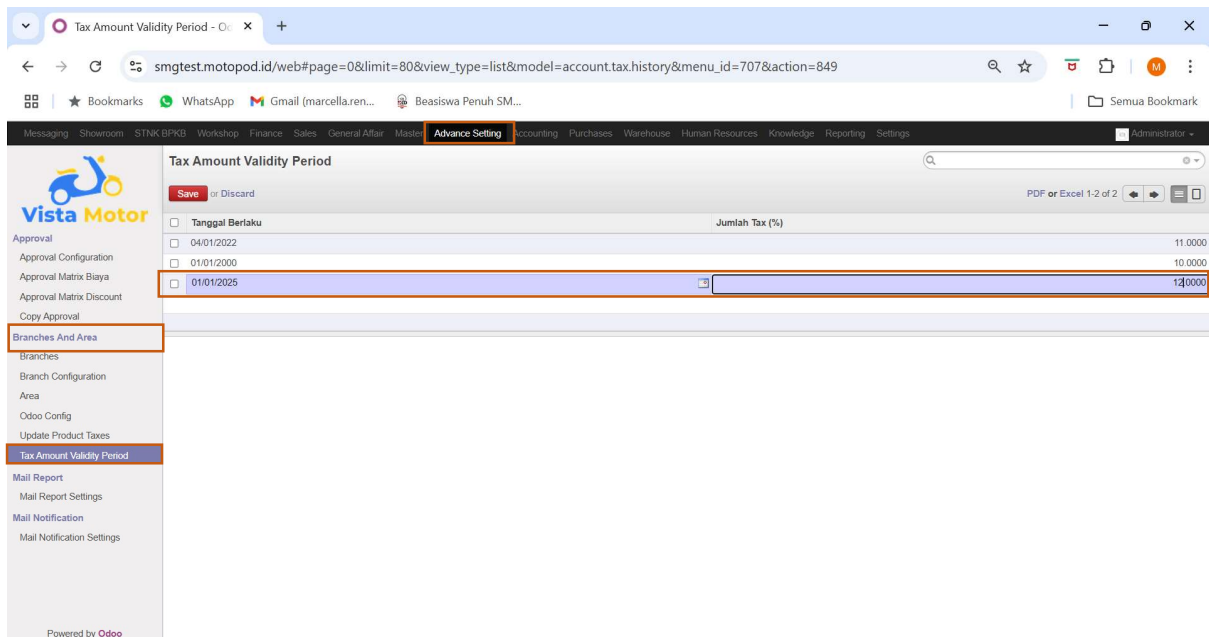 Tax Amount Validity Period - Oc
smgtest.motopod.id/web#page=0&limit=80&view_type=list&model=account.tax.history&menu_id=707&action=849
M
Bookmarks WhatsApp Gmail (marcella.ren... Beasiswa Penuh SM... Semua Bookmark
Messaging Showroom STNK BPKB Workshop Finance Sales General Affair Master Advance Setting Accounting Purchases Warehouse Human Resources Knowledge Reporting Settings Administrator
Vista Motor
Tax Amount Validity Period
Save or Discard
PDF or Excel 1-2 of 2
Tanggal Berlaku Jumlah Tax (%)
04/01/2022 11.0000
01/01/2000 10.0000
01/01/2025 12.0000
Approval
Approval Configuration
Approval Matrix Biaya
Approval Matrix Discount
Copy Approval
Branches And Area
Branches
Branch Configuration
Area
Odoo Config
Update Product Taxes
Tax Amount Validity Period
Mail Report
Mail Report Settings
Mail Notification
Mail Notification Settings
Powered by Odoo